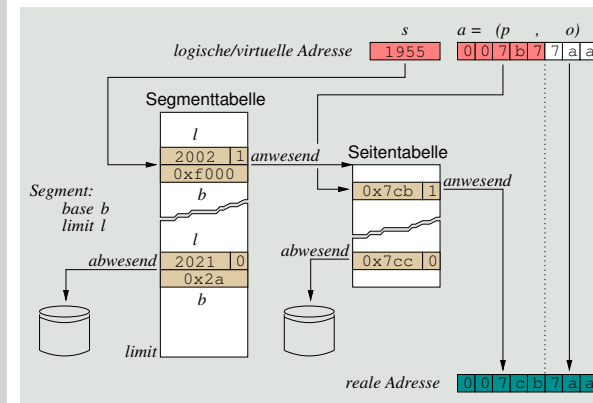 s a = (p , o)
logische/virtuelle Adresse 1955 0 0 7 b 7 7 a a
Segmenttabelle
l
2002 1 anwesend
0xf000
b
Seitentabelle
0x7cb 1 anwesend
Segment:
base b
limit l
l
abwesend 2021 0
0x2a
b
abwesend 0x7cc 0
limit
reale Adresse 0 0 7 c b 7 a a